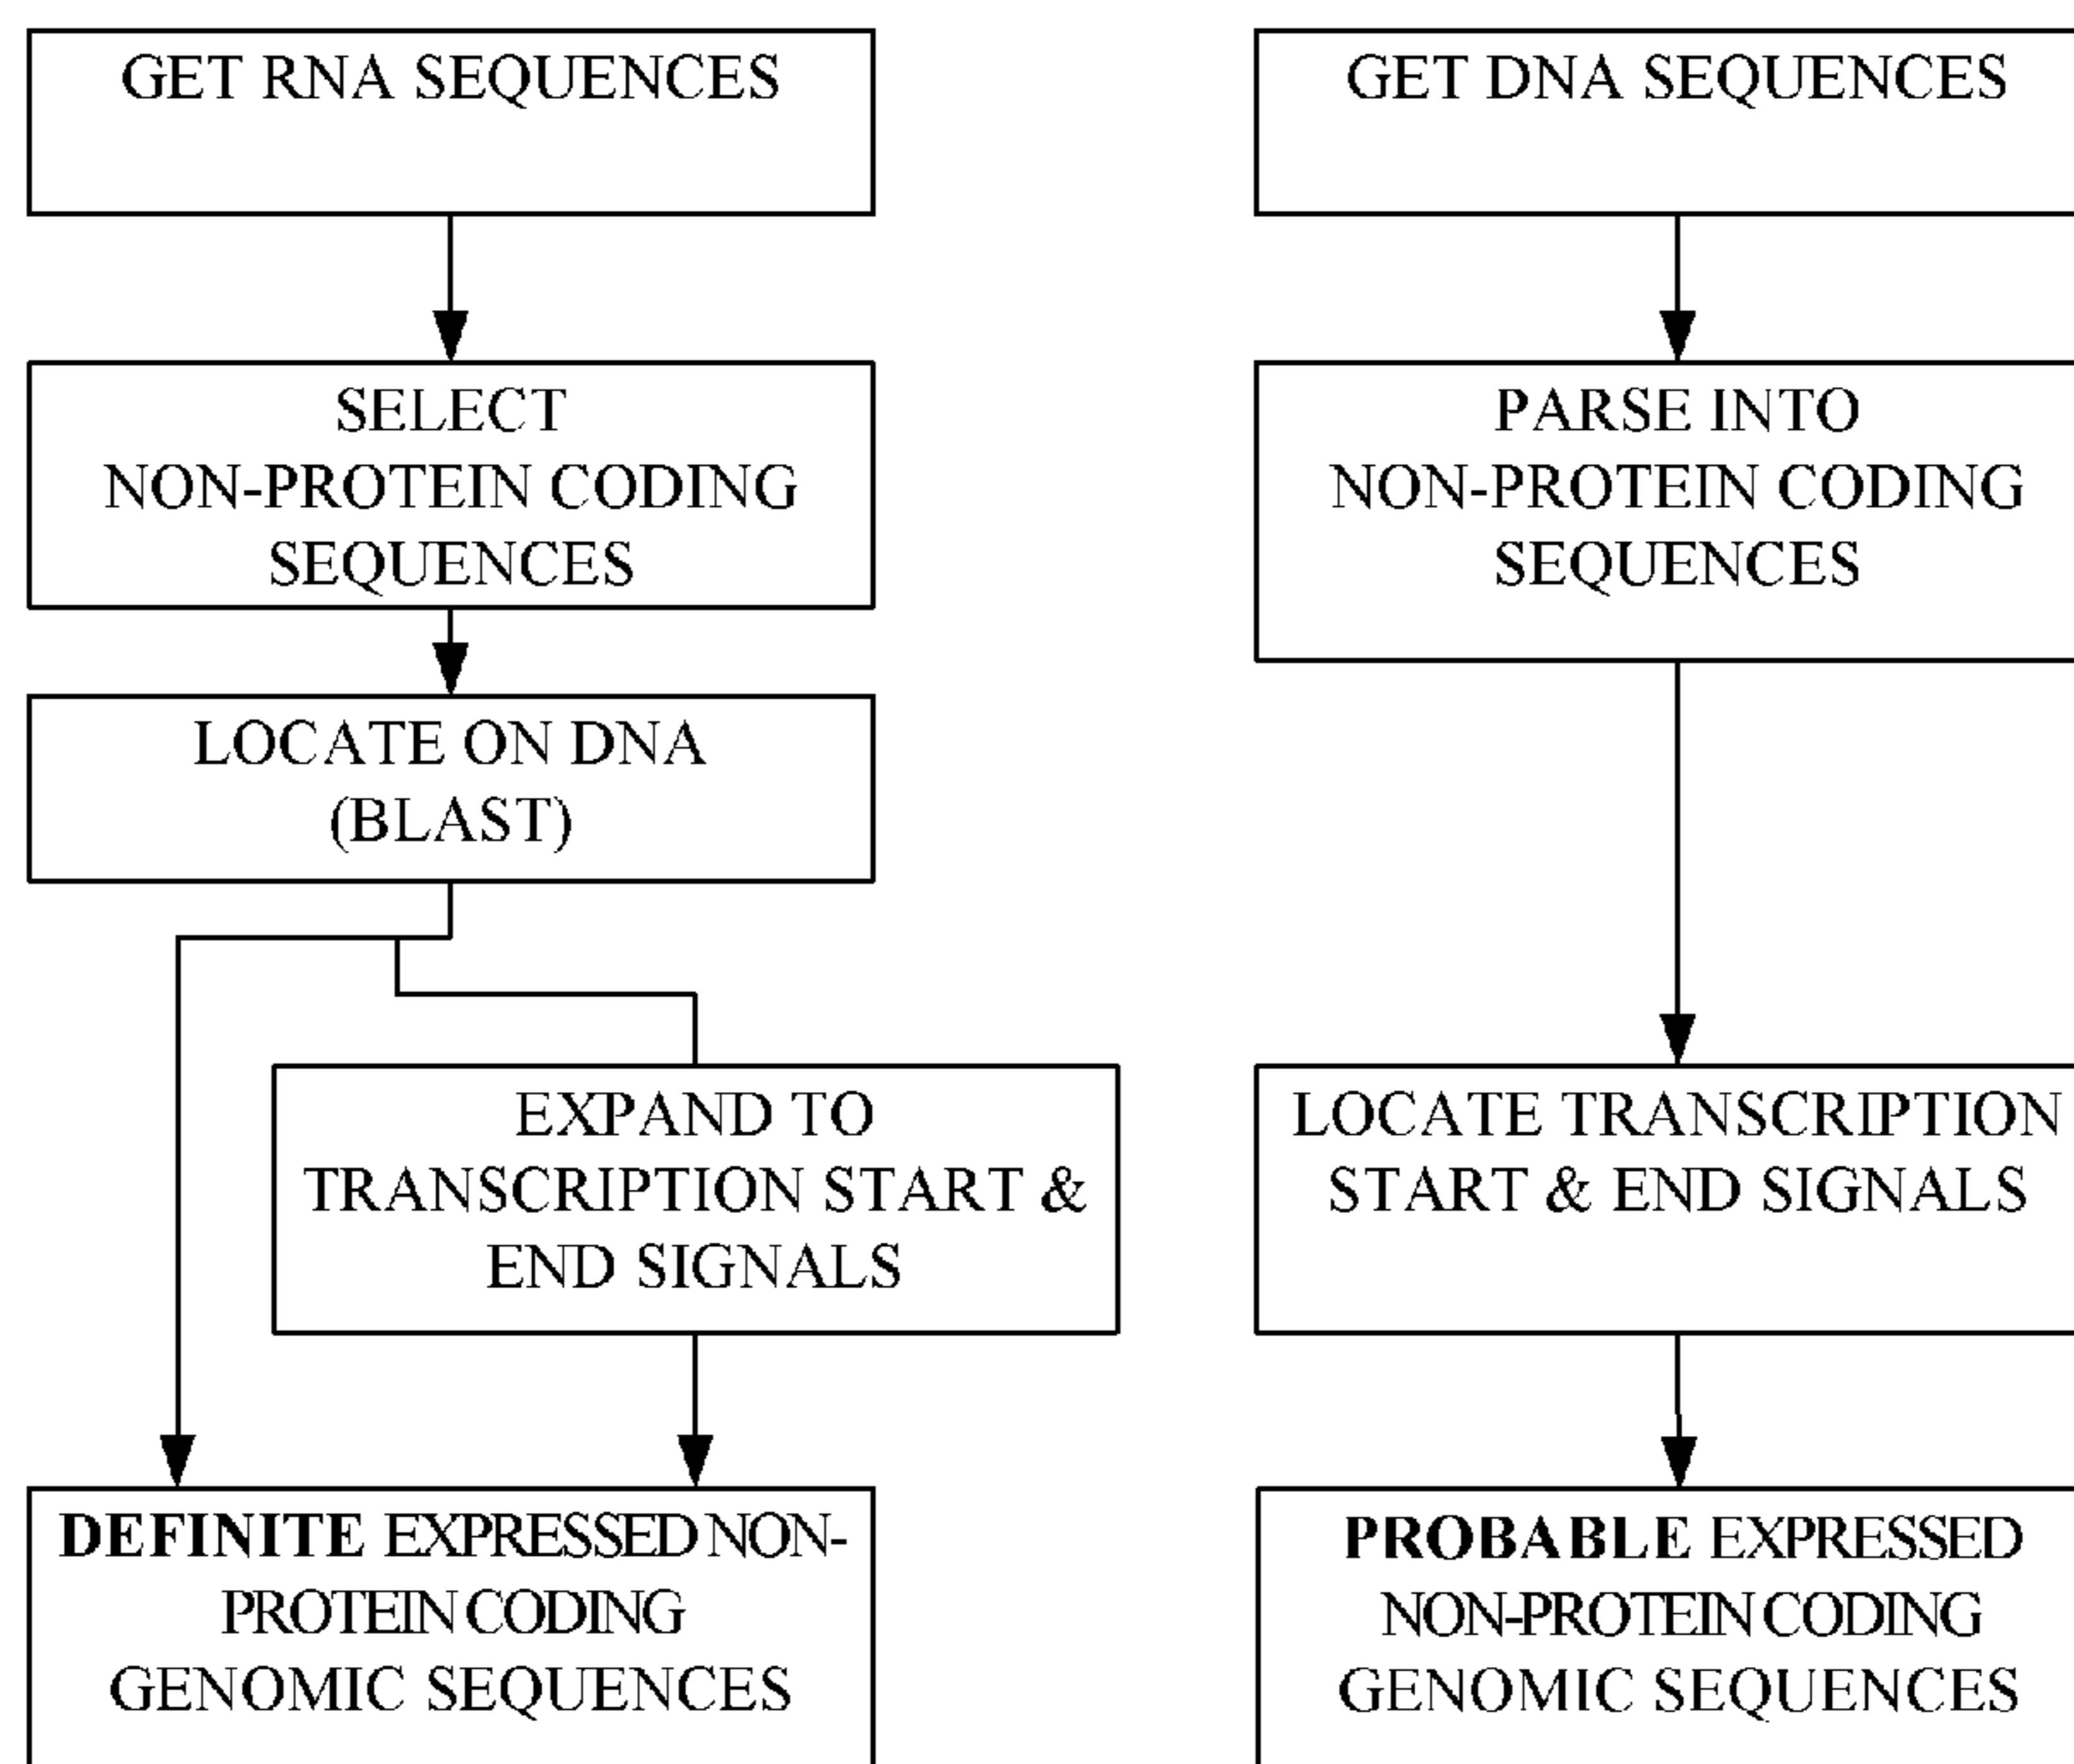 GET RNA SEQUENCES
SELECT
NON-PROTEIN CODING
SEQUENCES
LOCATE ON DNA
(BLAST)
EXPAND TO
TRANSCRIPTION START &
END SIGNALS
DEFINITE EXPRESSED NON-
PROTEIN CODING
GENOMIC SEQUENCES
GET DNA SEQUENCES
PARSE INTO
NON-PROTEIN CODING
SEQUENCES
LOCATE TRANSCRIPTION
START & END SIGNALS
PROBABLE EXPRESSED
NON-PROTEIN CODING
GENOMIC SEQUENCES